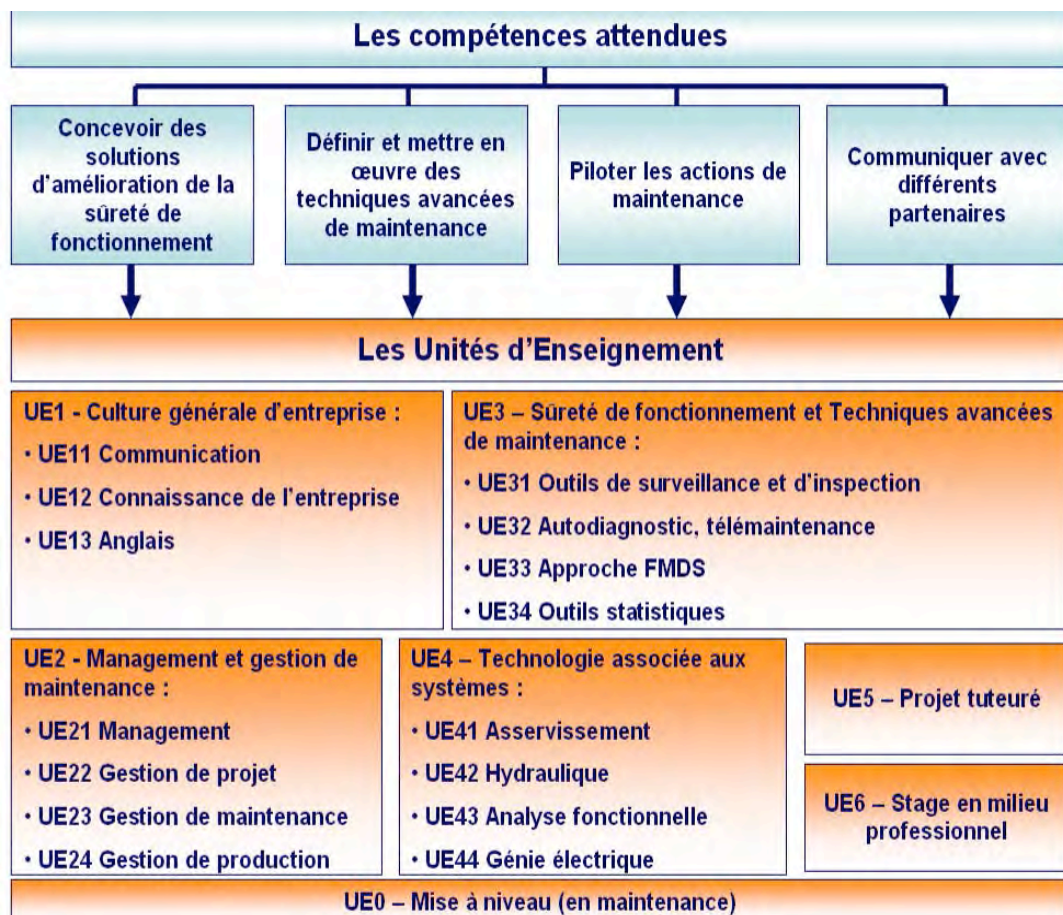 Les compétences attendues
Concevoir des
solutions
d'amélioration de la
sûreté de
fonctionnement
Définir et mettre en
œuvre des
techniques avancées
de maintenance
Piloter les actions de
maintenance
Communiquer avec
différents
partenaires
Les Unités d'Enseignement
UE1 - Culture générale d'entreprise :
• UE11 Communication
• UE12 Connaissance de l'entreprise
• UE13 Anglais
UE3 – Sûreté de fonctionnement et Techniques avancées
de maintenance :
• UE31 Outils de surveillance et d'inspection
• UE32 Autodiagnostic, télémaintenance
• UE33 Approche FMDS
• UE34 Outils statistiques
UE2 - Management et gestion de
maintenance :
• UE21 Management
• UE22 Gestion de projet
• UE23 Gestion de maintenance
• UE24 Gestion de production
UE4 – Technologie associée aux
systèmes :
• UE41 Asservissement
• UE42 Hydraulique
• UE43 Analyse fonctionnelle
• UE44 Génie électrique
UE5 – Projet tuteuré
UE6 – Stage en milieu
professionnel
UE0 – Mise à niveau (en maintenance)